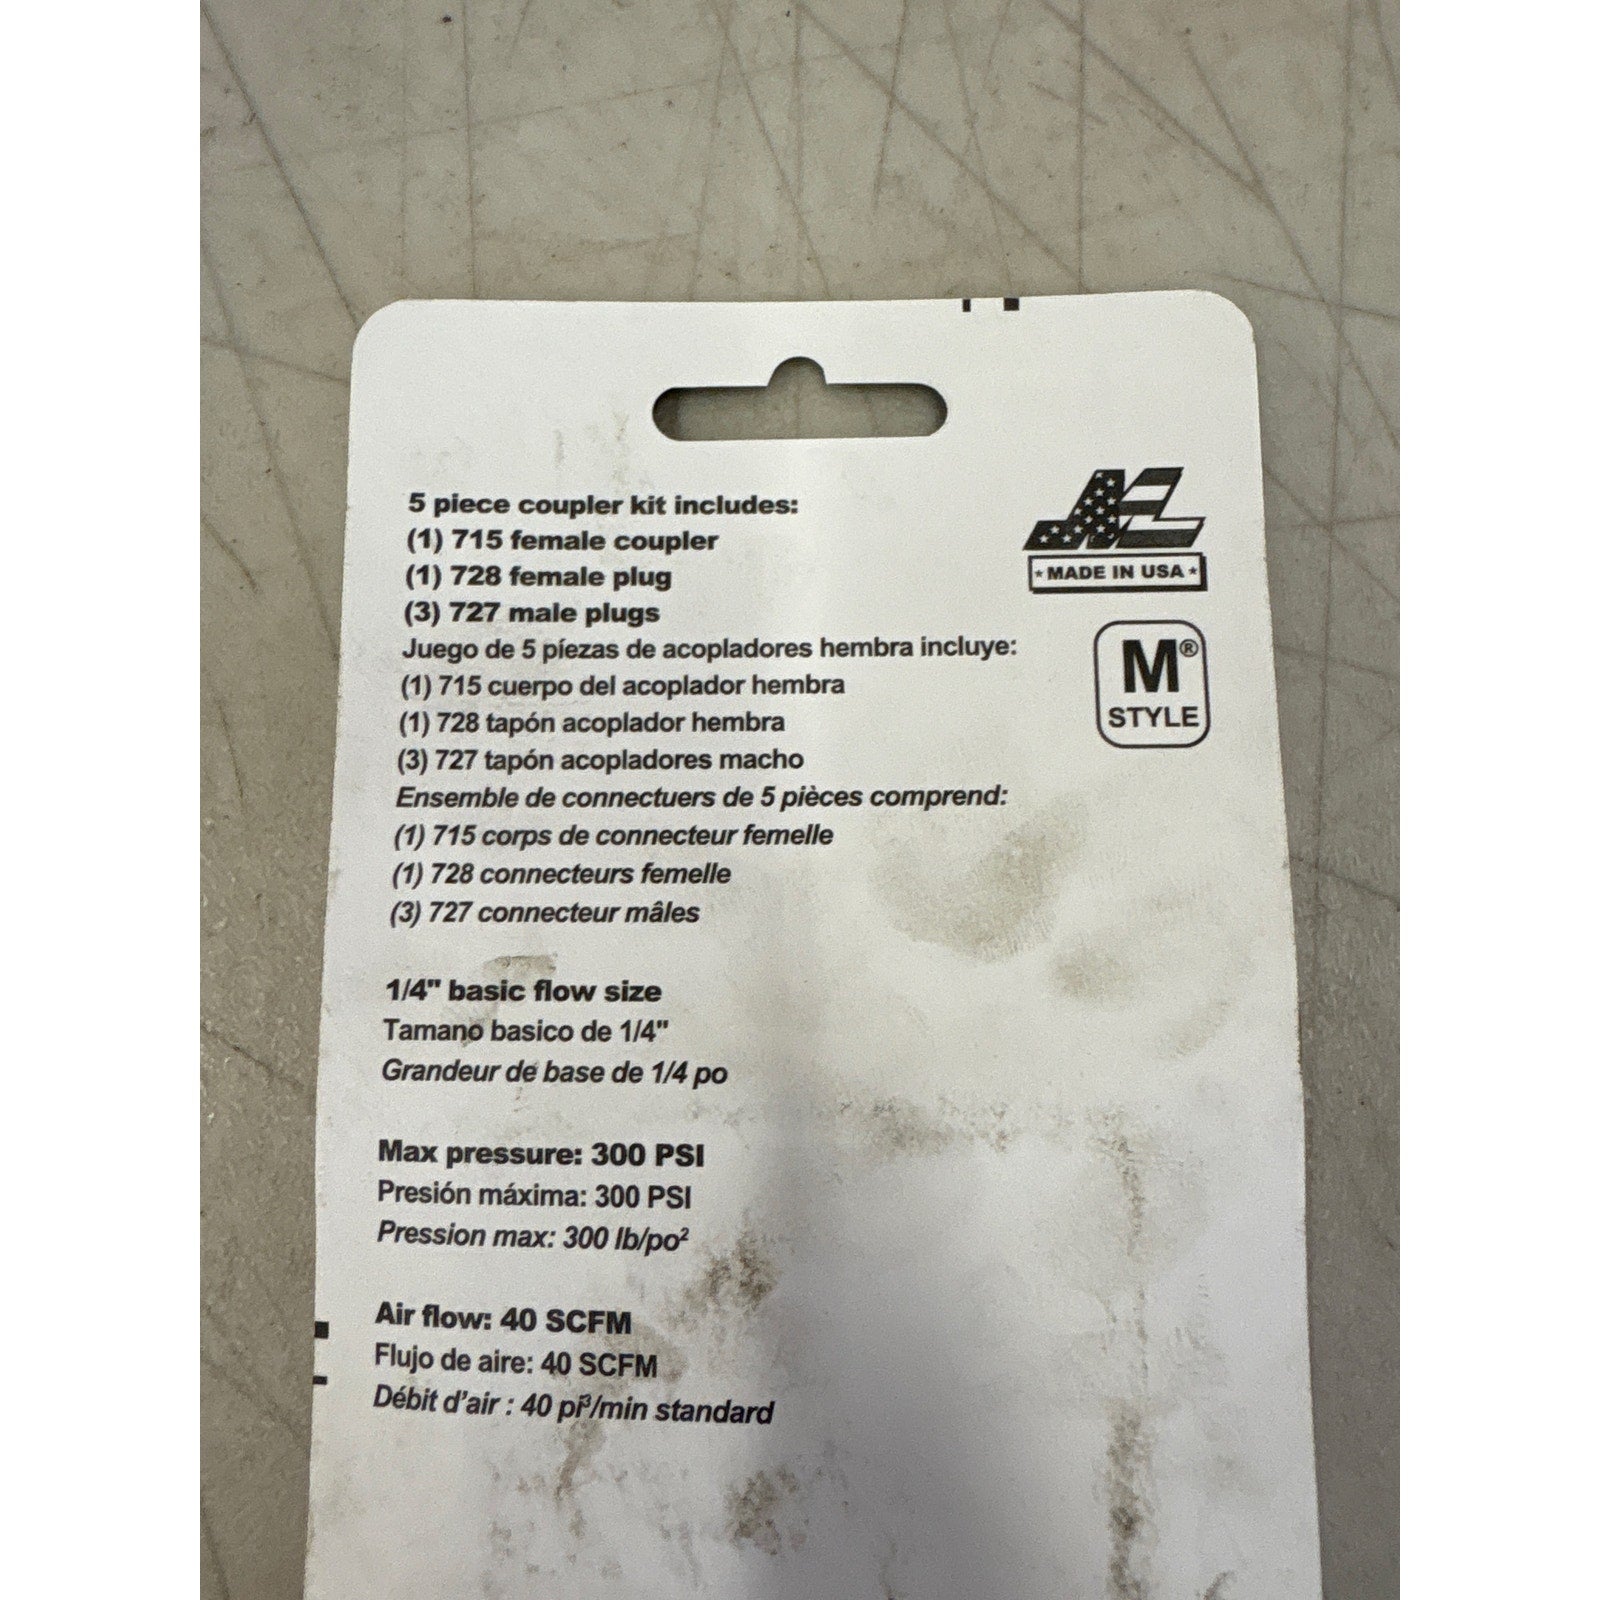 5 piece coupler kit includes:
(1) 715 female coupler
(1) 728 female plug
(3) 727 male plugs
Juego de 5 píezas de acopladores hembra incluye:
(1) 715 cuerpo del acoplador hembra
(1) 728 tapón acoplador hembra
(3) 727 tapón acopladores macho
Ensemble de connectuers de 5 pièces comprend:
(1) 715 corps de connecteur femelle
(1) 728 connecteurs femelle
(3) 727 connecteur mâles
1/4" basic flow size
Tamano basico de 1/4"
Grandeur de base de 1/4 po
Max pressure: 300 PSI
Presión máxima: 300 PSI
Pression max: 300 lb/po²
Air flow: 40 SCFM
Flujo de aire: 40 SCFM
Débit d'air : 40 pi³/min standard
★ MADE IN USA ★
M®
STYLE